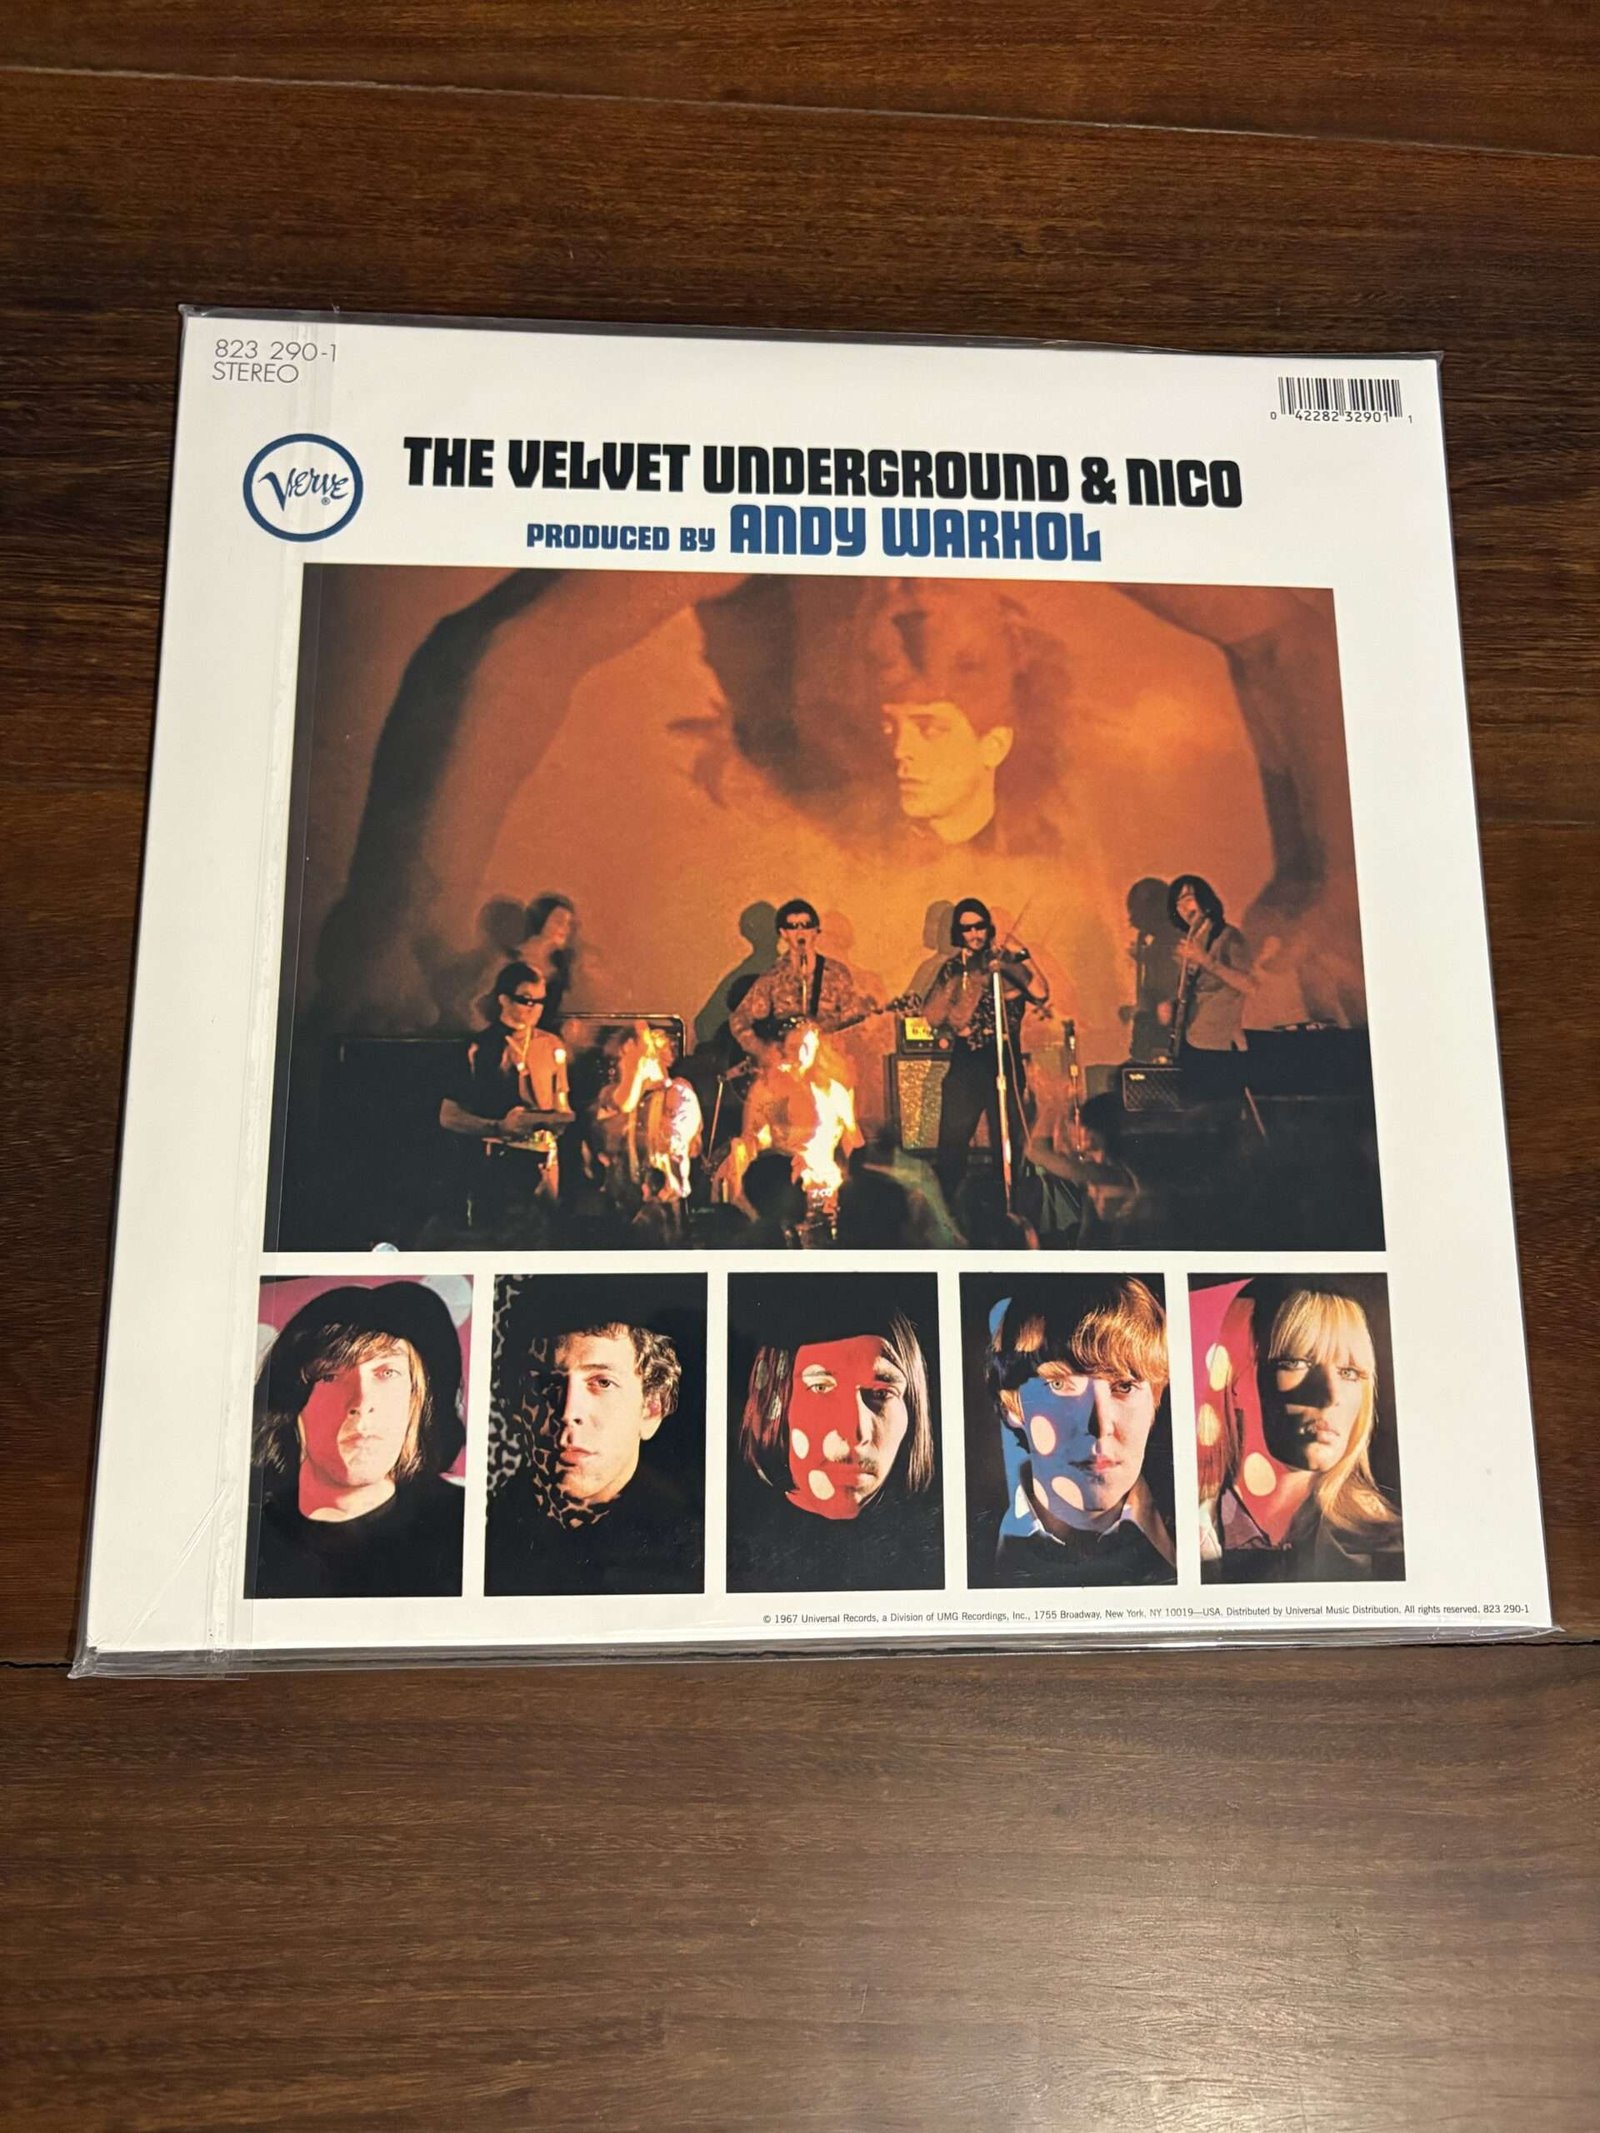 823 290-1
STEREO
0 42282 32901 1
Verve
®
THE VELVET UNDERGROUND & NICO
PRODUCED BY ANDY WARHOL
© 1967 Universal Records, a Division of UMG Recordings, Inc., 1755 Broadway, New York, NY 10019—USA. Distributed by Universal Music Distribution. All rights reserved. 823 290-1